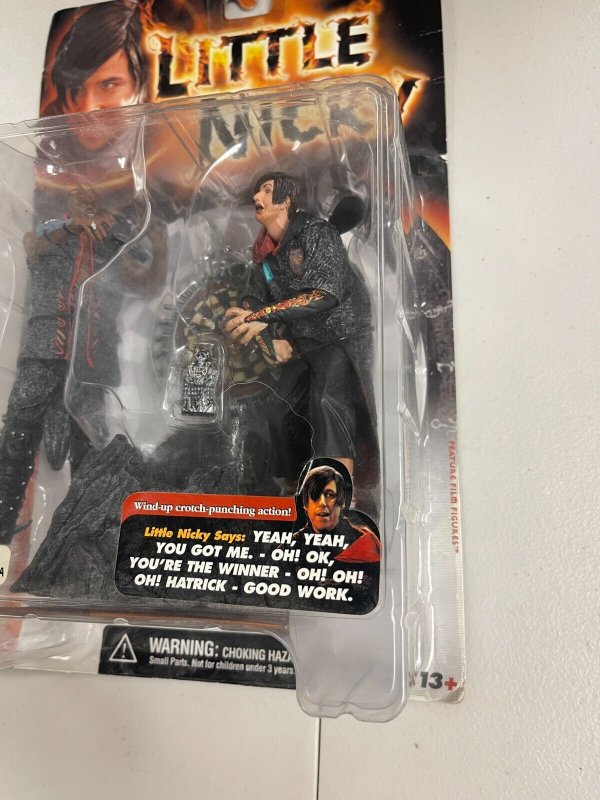 LITTLE
NICKY
Wind-up crotch-punching action!
Little Nicky Says: YEAH, YEAH,
YOU GOT ME. - OH! OK,
YOU'RE THE WINNER - OH! OH!
OH! HATRICK - GOOD WORK.
FEATURE FILM FIGURES™
WARNING: CHOKING HAZA
Small Parts. Not for children under 3 years.
13+